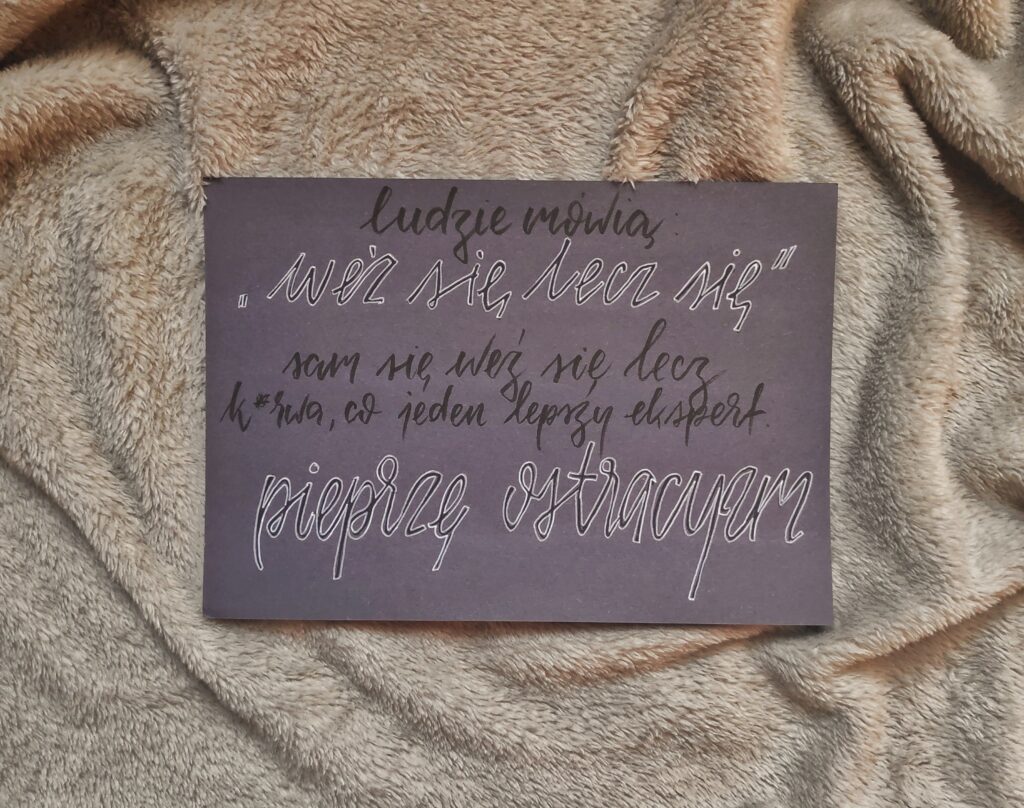 ludzie mówią
„weź się lecz się”
sam się weź się lecz
k*rwa, co jeden lepszy ekspert.
pieprzę ostracyzm